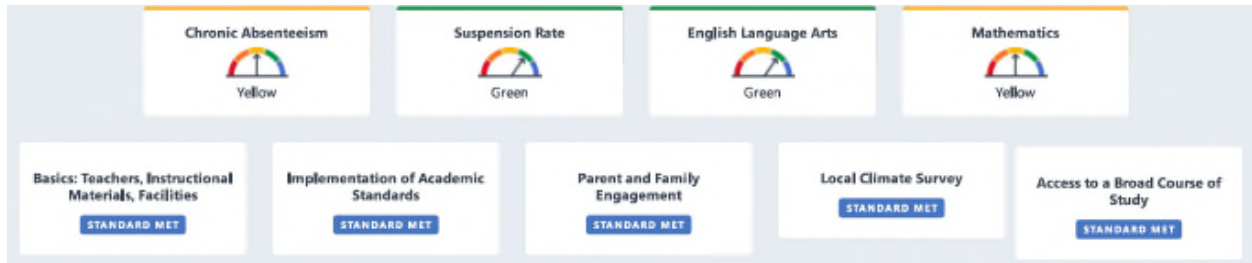 Chronic Absenteeism
Yellow
Suspension Rate
Green
English Language Arts
Green
Mathematics
Yellow
Basics: Teachers, Instructional
Materials, Facilities
STANDARD MET
Implementation of Academic
Standards
STANDARD MET
Parent and Family
Engagement
STANDARD MET
Local Climate Survey
STANDARD MET
Access to a Broad Course of
Study
STANDARD MET